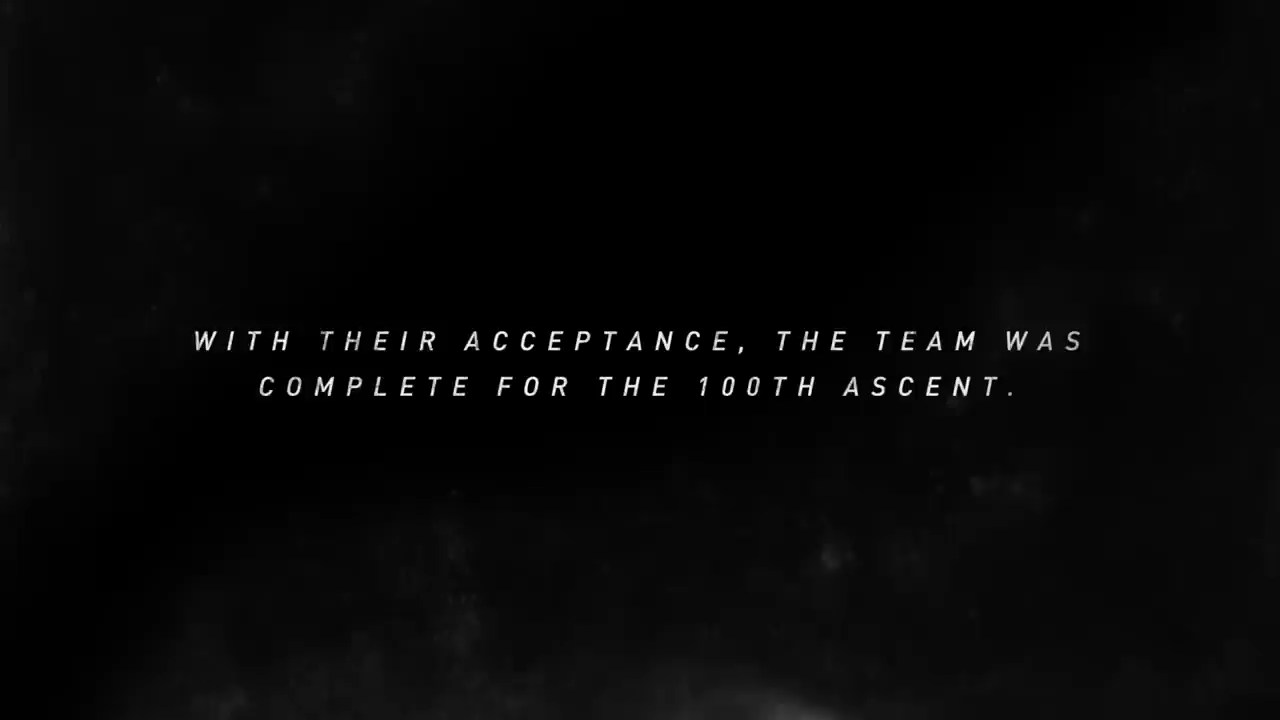 WITH THEIR ACCEPTANCE, THE TEAM WAS
COMPLETE FOR THE 100TH ASCENT.